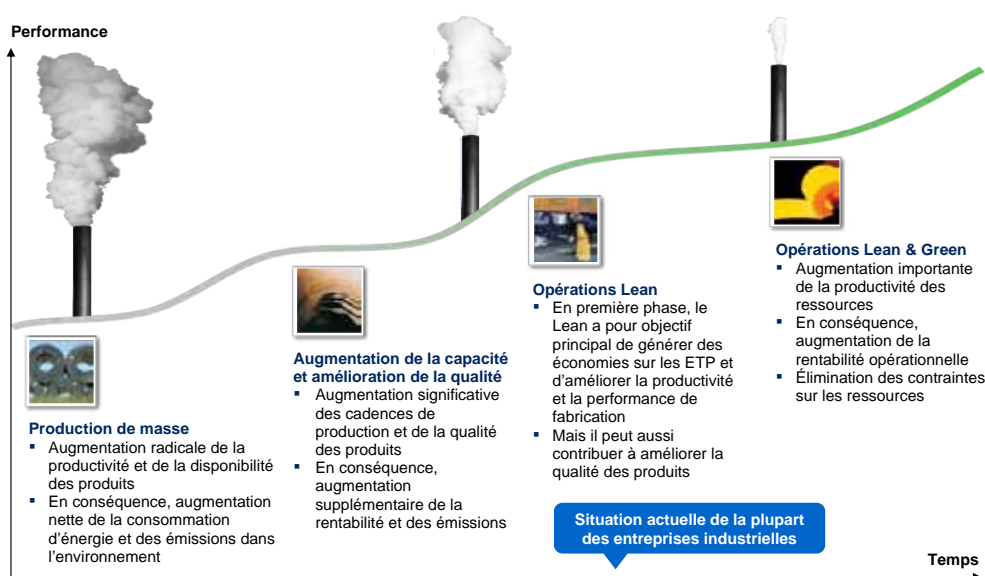 Performance
Production de masse
▪ Augmentation radicale de la
productivité et de la disponibilité
des produits
▪ En conséquence, augmentation
nette de la consommation
d'énergie et des émissions dans
l'environnement
Augmentation de la capacité
et amélioration de la qualité
▪ Augmentation significative
des cadences de
production et de la qualité
des produits
▪ En conséquence,
augmentation
supplémentaire de la
rentabilité et des émissions
Opérations Lean
▪ En première phase, le
Lean a pour objectif
principal de générer des
économies sur les ETP et
d'améliorer la productivité
et la performance de
fabrication
▪ Mais il peut aussi
contribuer à améliorer la
qualité des produits
Opérations Lean & Green
▪ Augmentation importante
de la productivité des
ressources
▪ En conséquence,
augmentation de la
rentabilité opérationnelle
▪ Élimination des contraintes
sur les ressources
Situation actuelle de la plupart
des entreprises industrielles
Temps